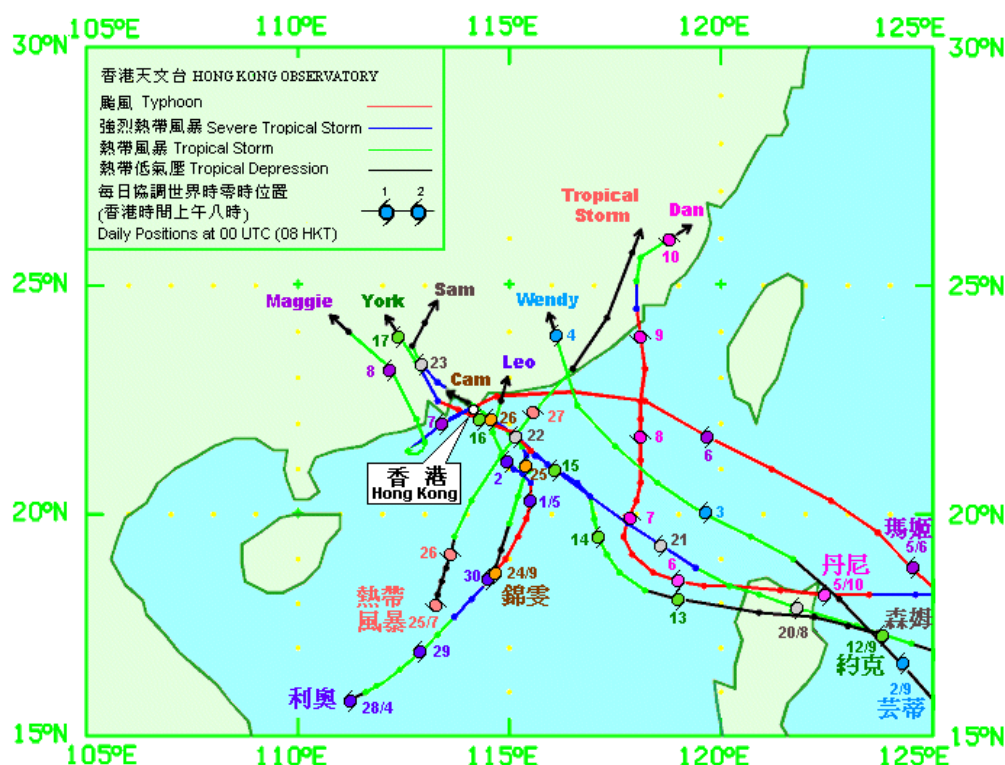 105ºE 110ºE 115ºE 120ºE 125ºE
30ºN 30ºN
香港天文台 HONG KONG OBSERVATORY
颱風 Typhoon
強烈熱帶風暴 Severe Tropical Storm
熱帶風暴 Tropical Storm
熱帶低氣壓 Tropical Depression
每日協調世界時零時位置 1 2
(香港時間上午八時)
Daily Positions at 00 UTC (08 HKT)
Tropical
Storm
Dan
10
25ºN 25ºN
Sam
Maggie York Wendy
17 4
9
8 23
Leo
Cam
7 16 26 27
22 8 6
香 港
Hong Kong
2 25 15
1/5
20ºN 20ºN
7 3
14 21
26 6
瑪姬
5/6
30 24/9
錦雯
丹尼
5/10
熱帶
風暴 25/7
13
20/8
森姆
12/9
約克
29
2/9
芸蒂
利奧 28/4
15ºN 15ºN
105ºE 110ºE 115ºE 120ºE 125ºE